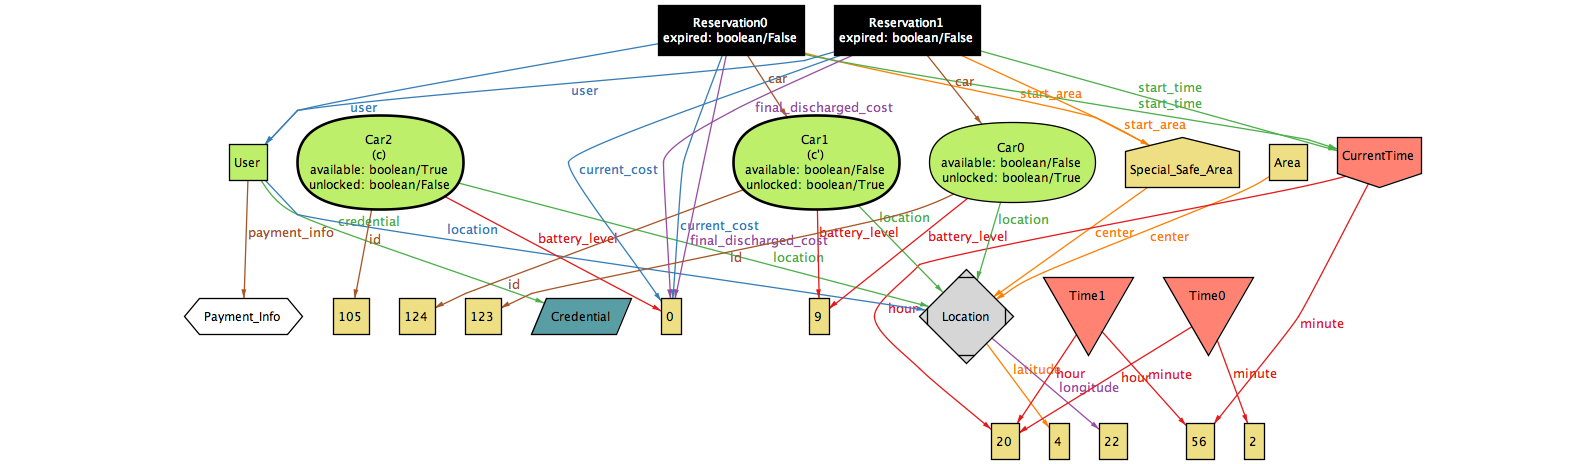 Reservation0
expired: boolean/False
Reservation1
expired: boolean/False
car
car
user
user
start_area
start_time
start_time
final_discharged_cost
start_area
User
Car2
(c)
available: boolean/True
unlocked: boolean/False
Car1
(c')
available: boolean/False
unlocked: boolean/True
Car0
available: boolean/False
unlocked: boolean/True
Special_Safe_Area
Area
CurrentTime
current_cost
payment_info
credential
id
location
battery_level
current_cost
final_discharged_cost
battery_level
location
location
battery_level
center
center
id
location
id
Payment_Info
105
124
123
Credential
0
9
hour
Location
Time1
Time0
minute
latitude
hour
longitude
hour
minute
minute
20
4
22
56
2